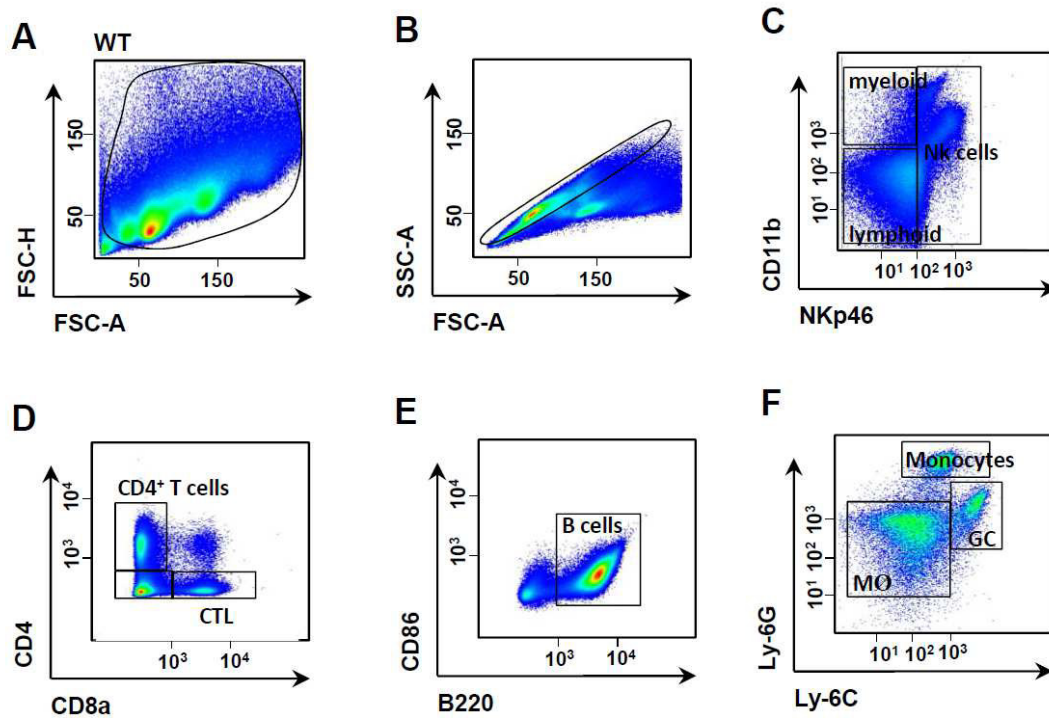 A
WT
FSC-H
150
50
50 150
FSC-A
B
SSC-A
150
50
50 150
FSC-A
C
CD11b
myeloid
Nk cells
lymphoid
10³
10²
10¹
10¹ 10² 10³
NKp46
D
CD4
10⁴
10³
CD4⁺ T cells
CTL
10³ 10⁴
CD8a
E
CD86
10⁴
10³
B cells
10³ 10⁴
B220
F
Ly-6G
Monocytes
GC
MØ
10³
10²
10¹
10¹ 10² 10³
Ly-6C